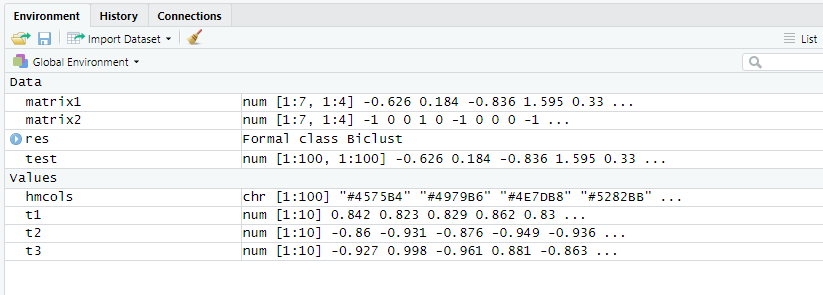 Environment History Connections
Import Dataset List
Global Environment
Data
matrix1 num [1:7, 1:4] -0.626 0.184 -0.836 1.595 0.33 ...
matrix2 num [1:7, 1:4] -1 0 0 1 0 -1 0 0 0 -1 ...
res Formal class Biclust
test num [1:100, 1:100] -0.626 0.184 -0.836 1.595 0.33 ...
Values
hmcols chr [1:100] "#4575B4" "#4979B6" "#4E7DB8" "#5282BB" ...
t1 num [1:10] 0.842 0.823 0.829 0.862 0.83 ...
t2 num [1:10] -0.86 -0.931 -0.876 -0.949 -0.936 ...
t3 num [1:10] -0.927 0.998 -0.961 0.881 -0.863 ...